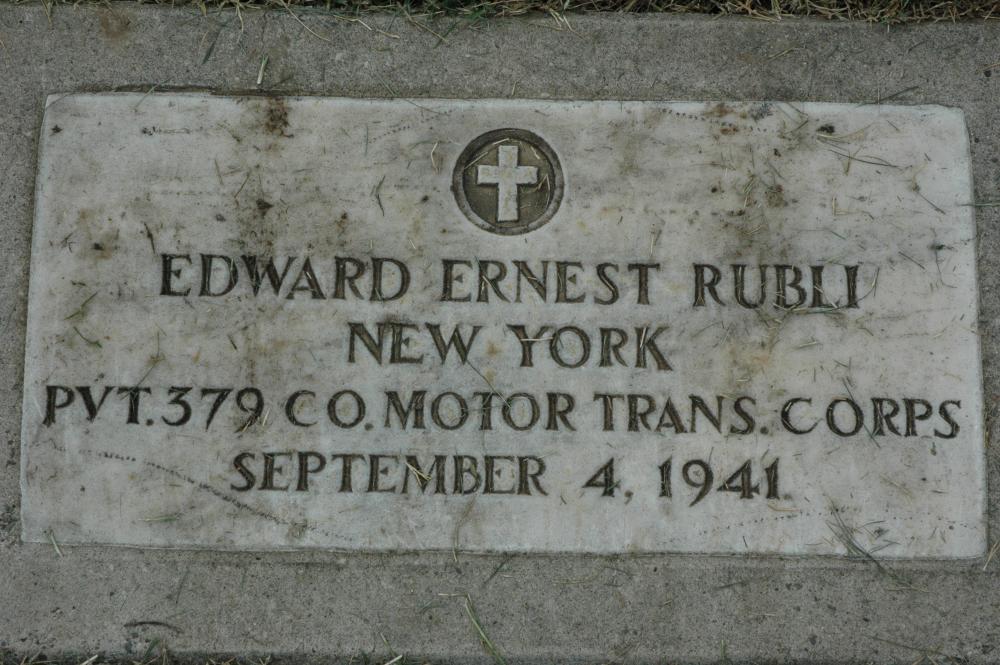 EDWARD ERNEST RUBLI
NEW YORK
PVT. 379 CO. MOTOR TRANS. CORPS
SEPTEMBER 4, 1941